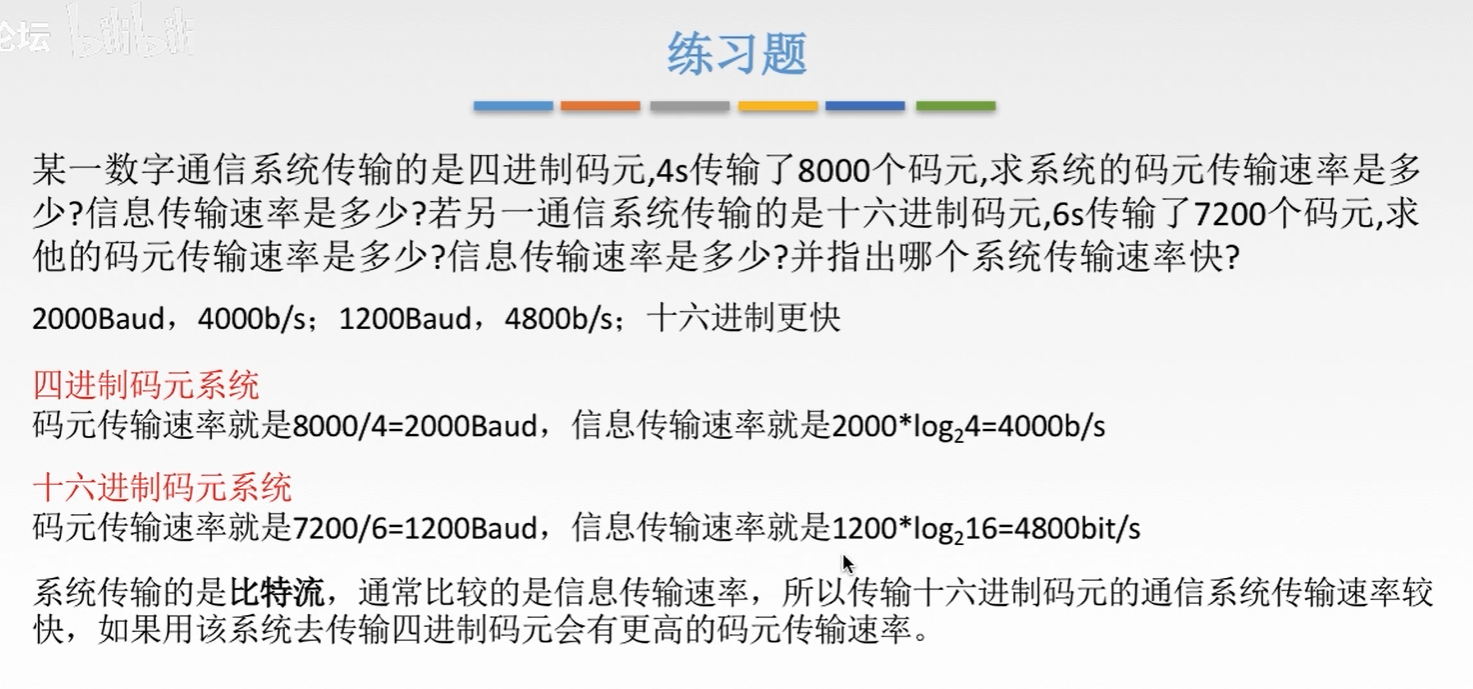 论坛 bilibili
练习题
某一数字通信系统传输的是四进制码元,4s传输了8000个码元,求系统的码元传输速率是多
少?信息传输速率是多少?若另一通信系统传输的是十六进制码元,6s传输了7200个码元,求
他的码元传输速率是多少?信息传输速率是多少?并指出哪个系统传输速率快?
2000Baud，4000b/s；1200Baud，4800b/s；十六进制更快
四进制码元系统
码元传输速率就是8000/4=2000Baud，信息传输速率就是2000*log₂4=4000b/s
十六进制码元系统
码元传输速率就是7200/6=1200Baud，信息传输速率就是1200*log₂16=4800bit/s
系统传输的是比特流，通常比较的是信息传输速率，所以传输十六进制码元的通信系统传输速率较
快，如果用该系统去传输四进制码元会有更高的码元传输速率。